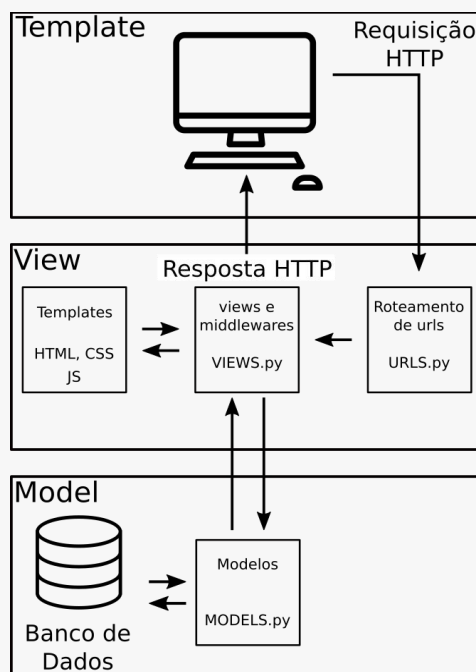 Template
Requisição
HTTP
View
Resposta HTTP
Templates
HTML, CSS
JS
views e
middlewares
VIEWS.py
Roteamento
de urls
URLS.py
Model
Modelos
MODELS.py
Banco de
Dados